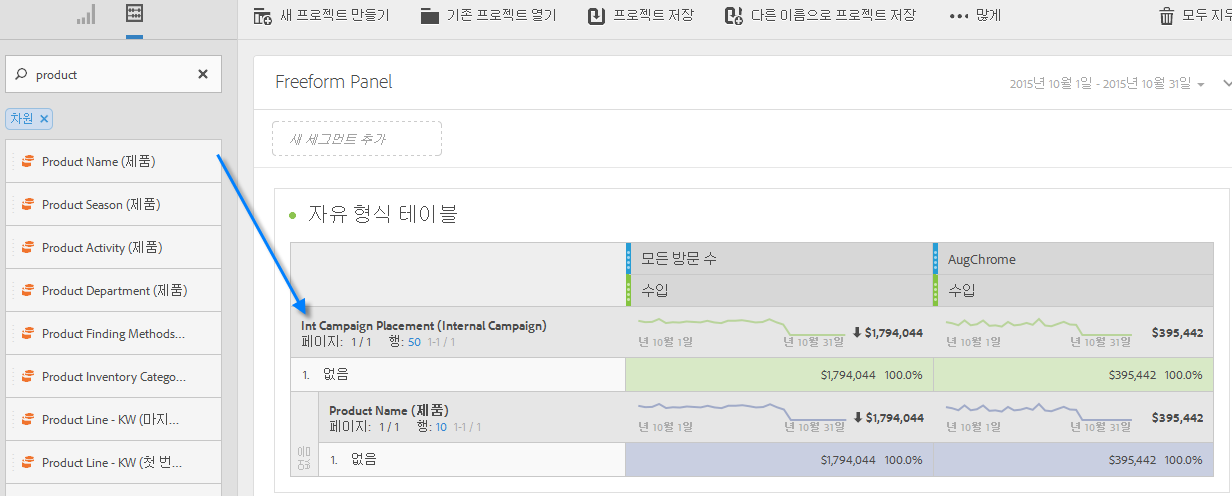 새 프로젝트 만들기 기존 프로젝트 열기 프로젝트 저장 다른 이름으로 프로젝트 저장 많게 모두 지우
product
차원
Product Name (제품)
Product Season (제품)
Product Activity (제품)
Product Department (제품)
Product Finding Methods...
Product Inventory Catego...
Product Line - KW (마지...
Product Line - KW (첫 번...
Freeform Panel 2015년 10월 1일 - 2015년 10월 31일
새 세그먼트 추가
자유 형식 테이블
모든 방문 수 AugChrome
수입 수입
Int Campaign Placement (Internal Campaign)
페이지: 1 / 1 행: 50 1-1 / 1
년 10월 1일 년 10월 31일 $1,794,044
년 10월 1일 년 10월 31일 $395,442
1. 없음 $1,794,044 100.0% $395,442 100.0%
Product Name (제품)
페이지: 1 / 1 행: 10 1-1 / 1
년 10월 1일 년 10월 31일 $1,794,044
년 10월 1일 년 10월 31일 $395,442
1. 없음 $1,794,044 100.0% $395,442 100.0%